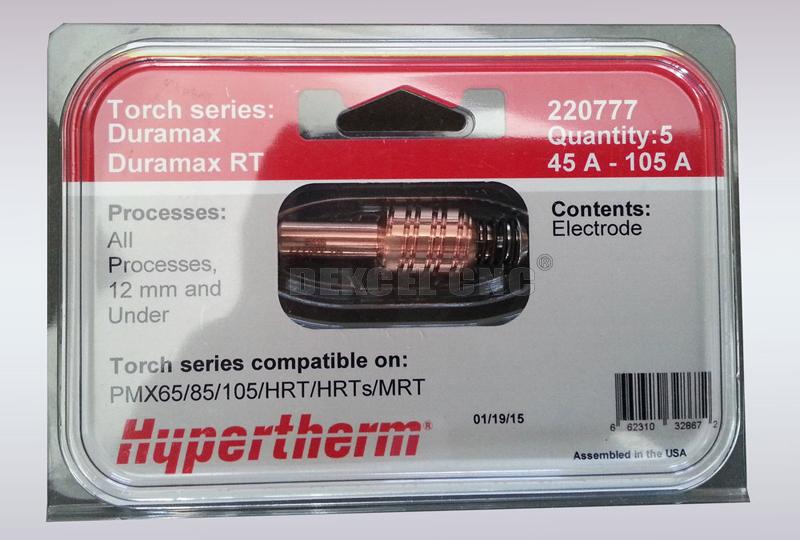 Torch series:
Duramax
Duramax RT
220777
Quantity:5
45 A - 105 A
Processes:
All
Processes,
12 mm and
Under
Contents:
Electrode
DEKCEL CNC®
Torch series compatible on:
PMX65/85/105/HRT/HRTs/MRT
Hypertherm®
01/19/15
6 62310 32867 2
Assembled in the USA